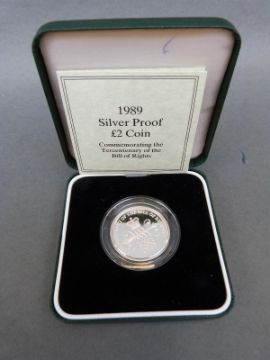 1989
Silver Proof
£2 Coin
Commemorating the
Tercentenary of the
Bill of Rights